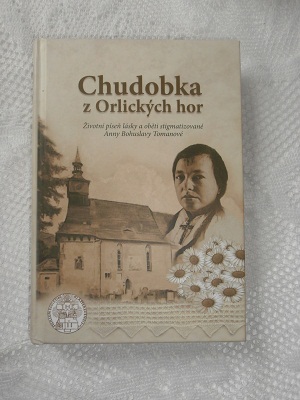 Chudobka
z Orlických hor
Životní píseň lásky a oběti stigmatizované
Anny Bohuslavy Tomanové